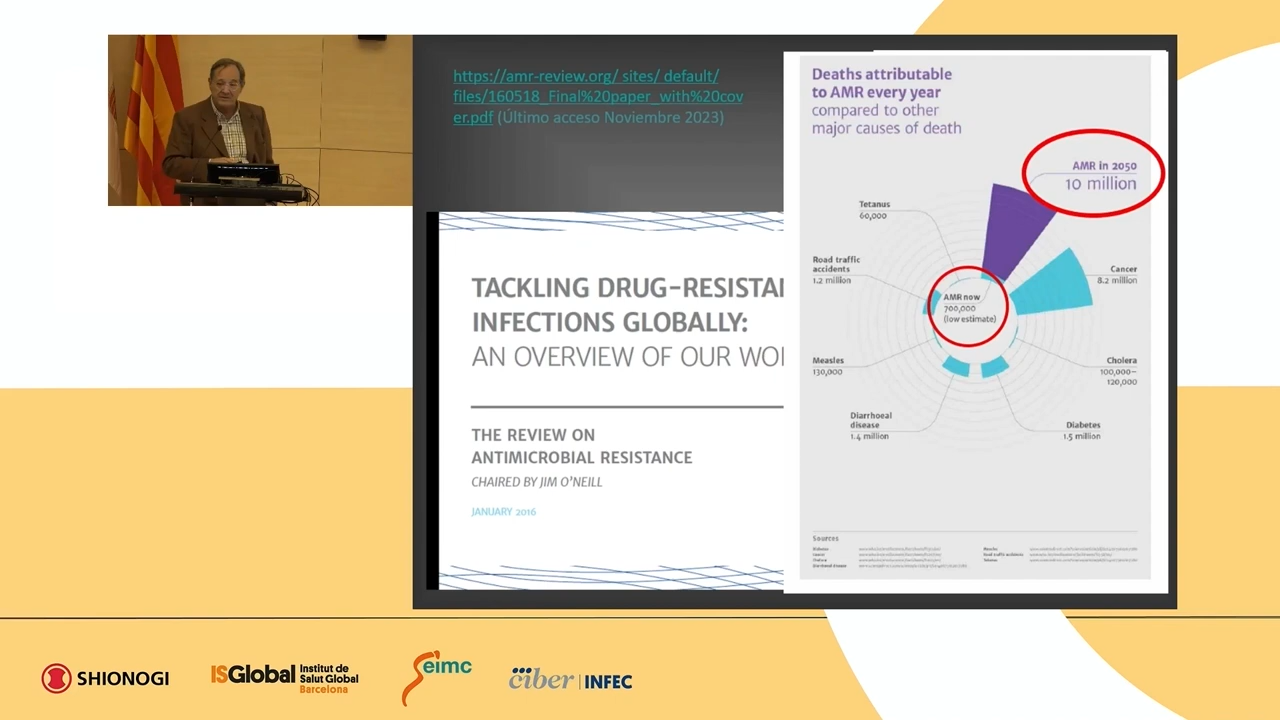 https://amr-review.org/ sites/ default/
files/160518_Final%20paper_with%20cov
er.pdf (Último acceso Noviembre 2023)
TACKLING DRUG-RESISTA
INFECTIONS GLOBALLY:
AN OVERVIEW OF OUR WO
THE REVIEW ON
ANTIMICROBIAL RESISTANCE
CHAIRED BY JIM O'NEILL
JANUARY 2016
Deaths attributable
to AMR every year
compared to other
major causes of death
AMR in 2050
10 million
Tetanus
60,000
Road traffic
accidents
1.2 million
Cancer
8.2 million
AMR now
700,000
(low estimate)
Measles
130,000
Cholera
100,000–
120,000
Diarrhoeal
disease
1.4 million
Diabetes
1.5 million
Sources
SHIONOGI
ISGlobal Institut de
Salut Global
Barcelona
Seimc
ciber | INFEC